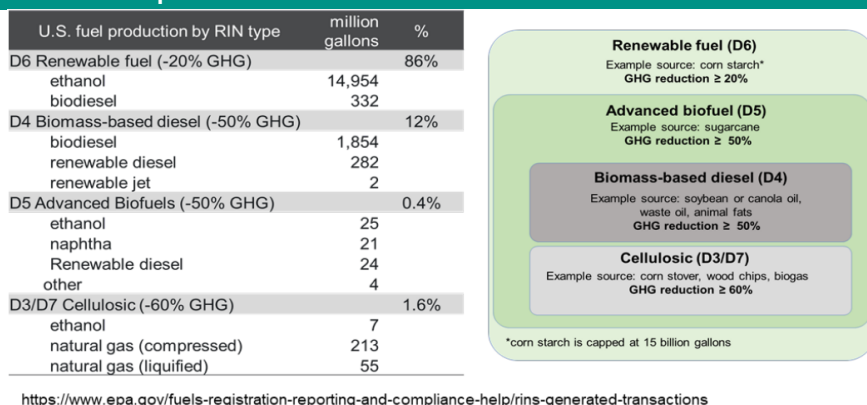 U.S. fuel production by RIN type million gallons %
D6 Renewable fuel (-20% GHG) 86%
ethanol 14,954
biodiesel 332
D4 Biomass-based diesel (-50% GHG) 12%
biodiesel 1,854
renewable diesel 282
renewable jet 2
D5 Advanced Biofuels (-50% GHG) 0.4%
ethanol 25
naphtha 21
Renewable diesel 24
other 4
D3/D7 Cellulosic (-60% GHG) 1.6%
ethanol 7
natural gas (compressed) 213
natural gas (liquified) 55
Renewable fuel (D6)
Example source: corn starch*
GHG reduction ≥ 20%
Advanced biofuel (D5)
Example source: sugarcane
GHG reduction ≥ 50%
Biomass-based diesel (D4)
Example source: soybean or canola oil,
waste oil, animal fats
GHG reduction ≥ 50%
Cellulosic (D3/D7)
Example source: corn stover, wood chips, biogas
GHG reduction ≥ 60%
*corn starch is capped at 15 billion gallons
https://www.epa.gov/fuels-registration-reporting-and-compliance-help/rins-generated-transactions